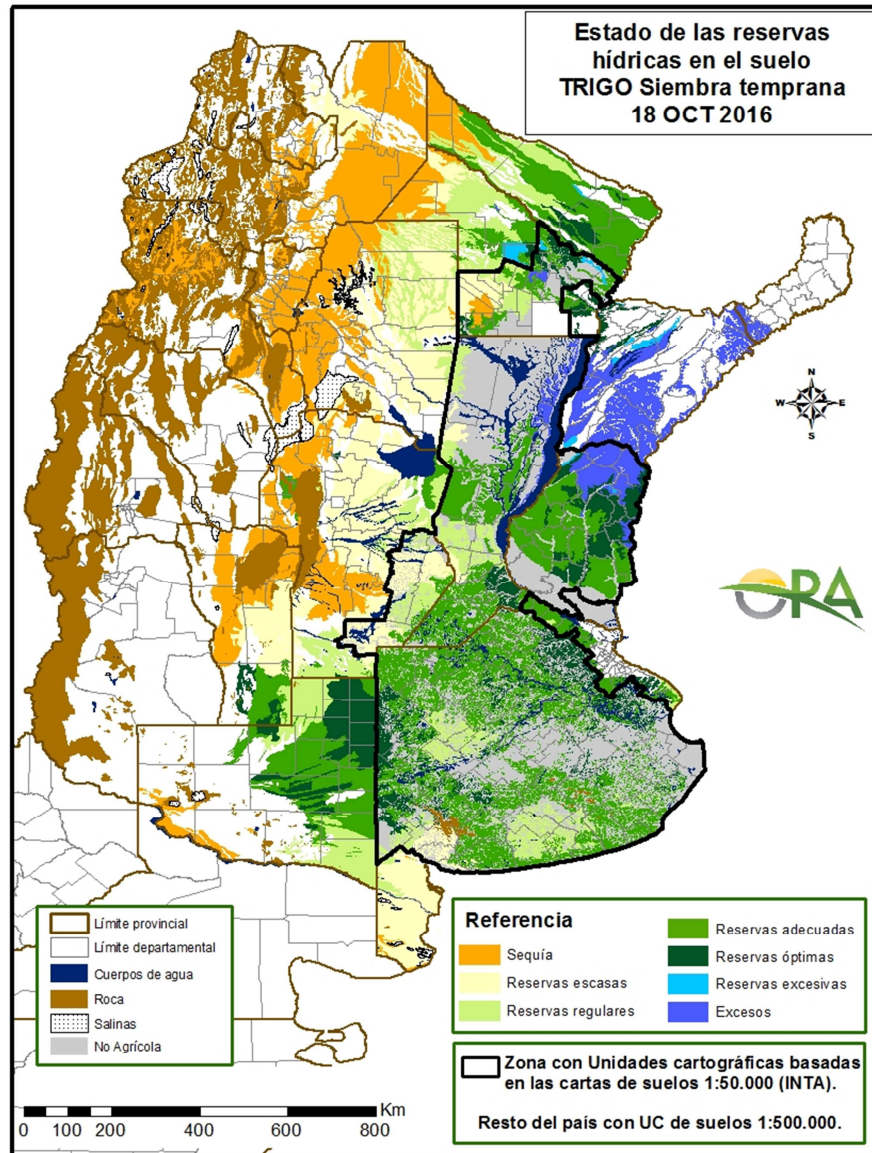 Estado de las reservas
hídricas en el suelo
TRIGO Siembra temprana
18 OCT 2016
N
W
E
S
ORA
Límite provincial
Límite departamental
Cuerpos de agua
Roca
Salinas
No Agrícola
Referencia
Sequía
Reservas escasas
Reservas regulares
Reservas adecuadas
Reservas óptimas
Reservas excesivas
Excesos
Zona con Unidades cartográficas basadas
en las cartas de suelos 1:50.000 (INTA).
Resto del país con UC de suelos 1:500.000.
Km
0 100 200 400 600 800